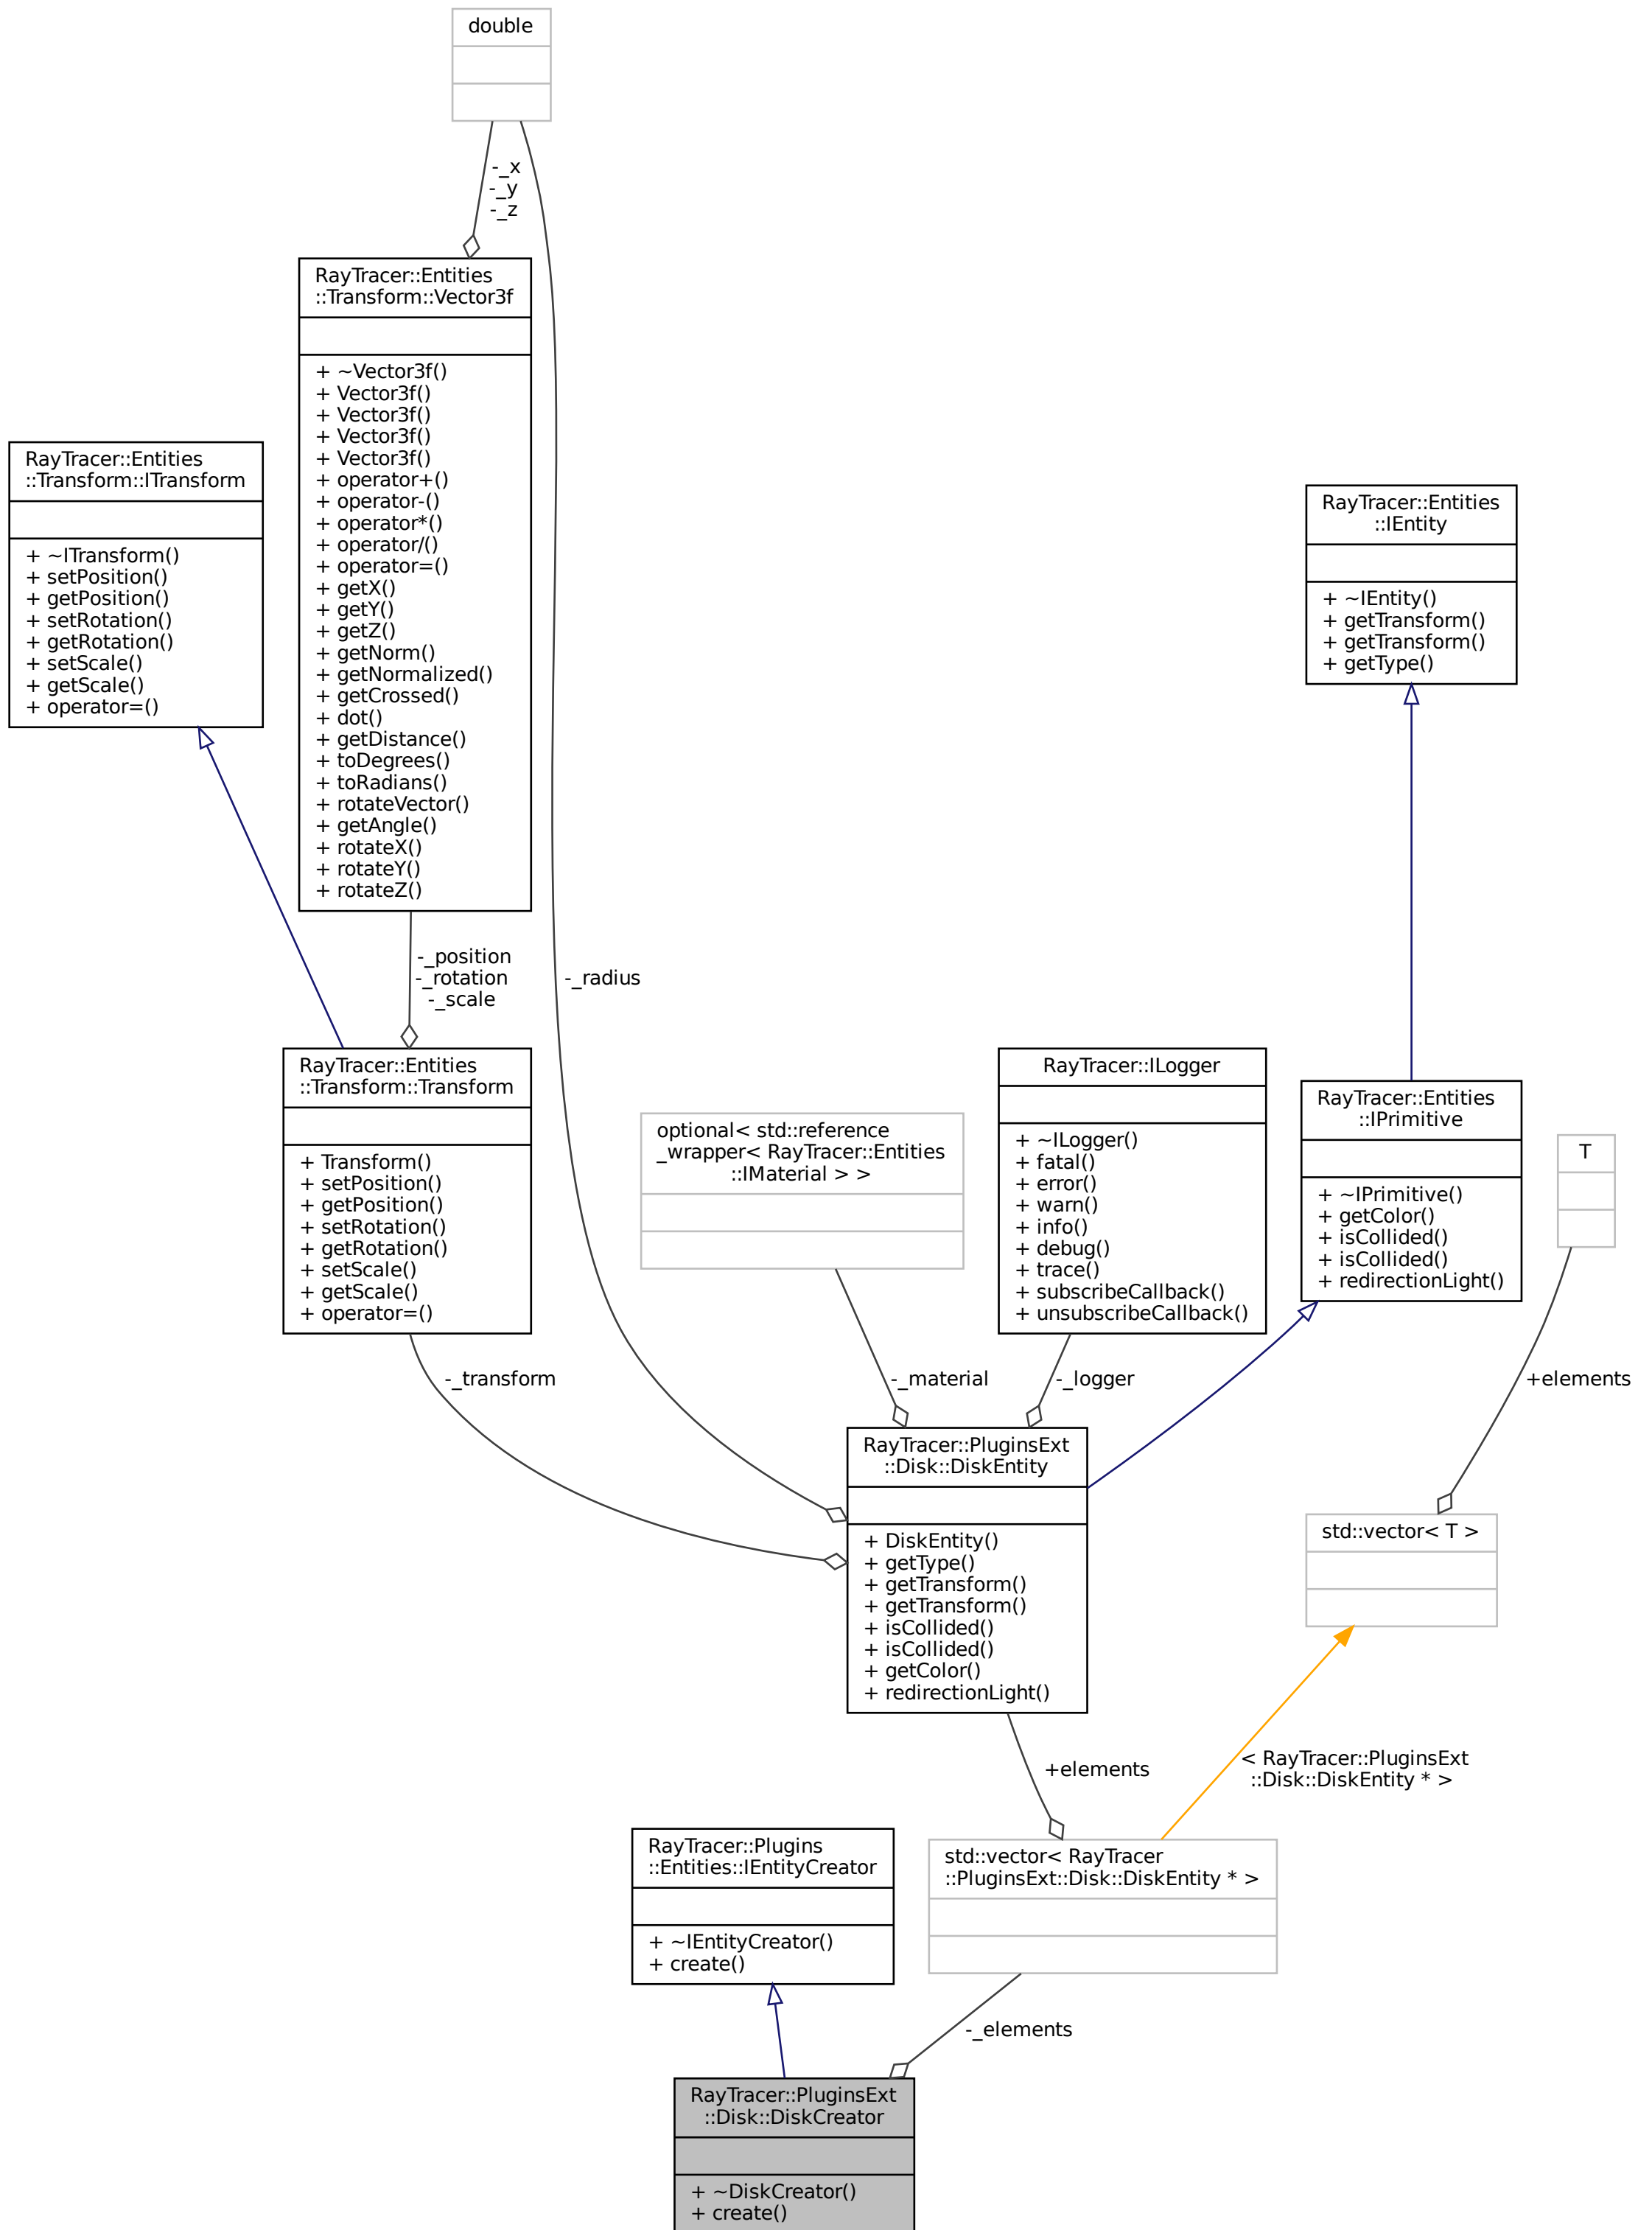 double
-_x
-_y
-_z
RayTracer::Entities
::Transform::Vector3f
+ ~Vector3f()
+ Vector3f()
+ Vector3f()
+ Vector3f()
+ Vector3f()
+ operator+()
+ operator-()
+ operator*()
+ operator/()
+ operator=()
+ getX()
+ getY()
+ getZ()
+ getNorm()
+ getNormalized()
+ getCrossed()
+ dot()
+ getDistance()
+ toDegrees()
+ toRadians()
+ rotateVector()
+ getAngle()
+ rotateX()
+ rotateY()
+ rotateZ()
RayTracer::Entities
::Transform::ITransform
+ ~ITransform()
+ setPosition()
+ getPosition()
+ setRotation()
+ getRotation()
+ setScale()
+ getScale()
+ operator=()
RayTracer::Entities
::IEntity
+ ~IEntity()
+ getTransform()
+ getTransform()
+ getType()
-_position
-_rotation
-_scale
-_radius
RayTracer::Entities
::Transform::Transform
+ Transform()
+ setPosition()
+ getPosition()
+ setRotation()
+ getRotation()
+ setScale()
+ getScale()
+ operator=()
optional< std::reference
_wrapper< RayTracer::Entities
::IMaterial > >
RayTracer::ILogger
+ ~ILogger()
+ fatal()
+ error()
+ warn()
+ info()
+ debug()
+ trace()
+ subscribeCallback()
+ unsubscribeCallback()
RayTracer::Entities
::IPrimitive
+ ~IPrimitive()
+ getColor()
+ isCollided()
+ isCollided()
+ redirectionLight()
T
-_transform
-_material
-_logger
+elements
RayTracer::PluginsExt
::Disk::DiskEntity
+ DiskEntity()
+ getType()
+ getTransform()
+ getTransform()
+ isCollided()
+ isCollided()
+ getColor()
+ redirectionLight()
std::vector< T >
+elements
< RayTracer::PluginsExt
::Disk::DiskEntity * >
RayTracer::Plugins
::Entities::IEntityCreator
+ ~IEntityCreator()
+ create()
std::vector< RayTracer
::PluginsExt::Disk::DiskEntity * >
-_elements
RayTracer::PluginsExt
::Disk::DiskCreator
+ ~DiskCreator()
+ create()